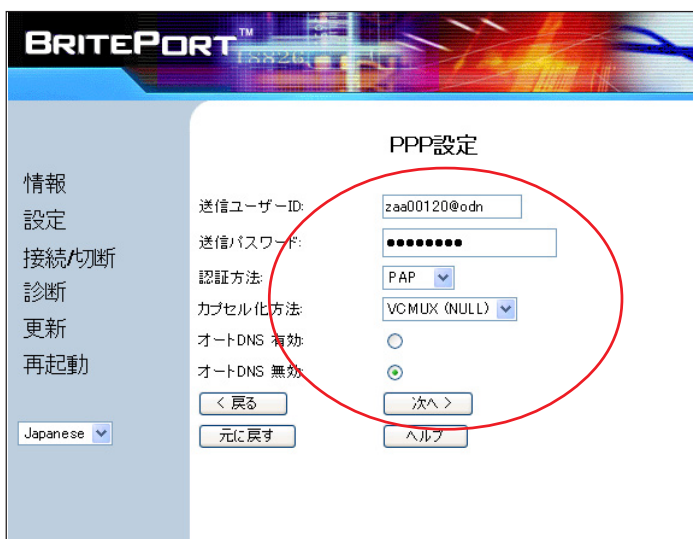 BRITEPORT™
PPP設定
情報
設定
接続/切断
診断
更新
再起動
Japanese
送信ユーザーID: zaa00120@odn
送信パスワード: ●●●●●●●●
認証方法: PAP
カプセル化方法: VCMUX (NULL)
オートDNS 有効:
オートDNS 無効:
< 戻る 次へ >
元に戻す ヘルプ